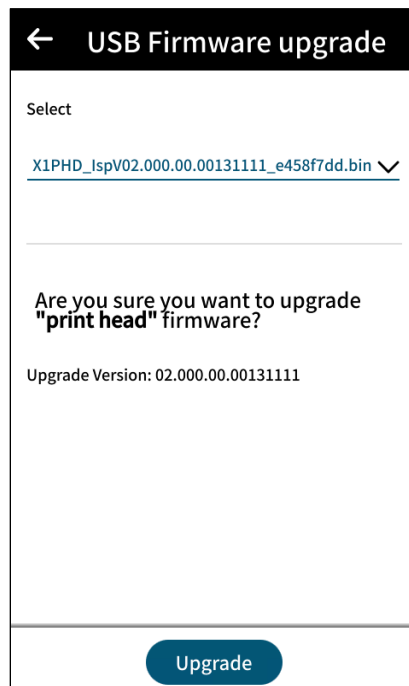 USB Firmware upgrade
Select
X1PHD_IspV02.000.00.00131111_e458f7dd.bin
Are you sure you want to upgrade
"print head" firmware?
Upgrade Version: 02.000.00.00131111
Upgrade